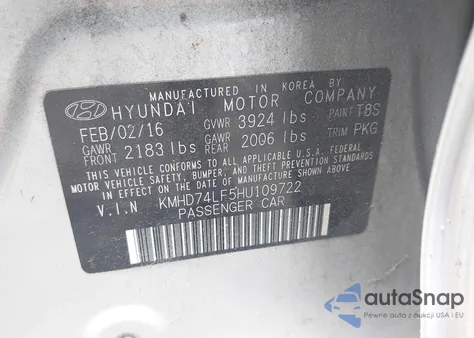 MANUFACTURED IN KOREA BY
HYUNDAI MOTOR COMPANY
FEB/02/16 GVWR 3924 lbs PAINT T8S
GAWR FRONT 2183 lbs GAWR REAR 2006 lbs TRIM PKG
THIS VEHICLE CONFORMS TO ALL APPLICABLE U.S.A. FEDERAL
MOTOR VEHICLE SAFETY, BUMPER, AND THEFT PREVENTION
STANDARDS IN EFFECT ON THE DATE OF MANUFACTURE
V.I.N KMHD74LF5HU109722
PASSENGER CAR
autoSnap
Pewne auta z aukcji USA i EU